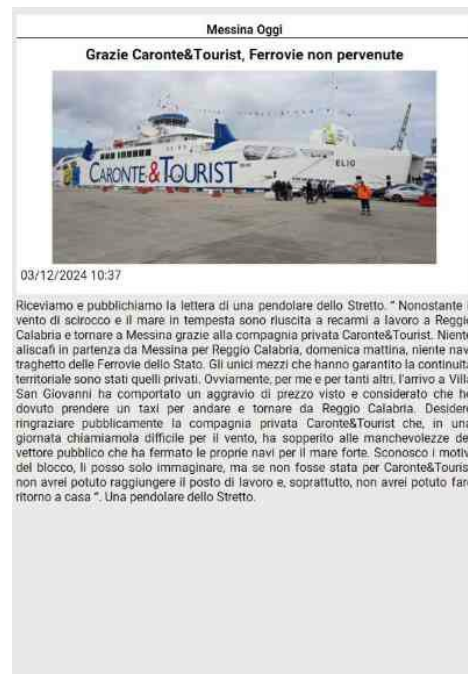 Messina Oggi
Grazie Caronte&Tourist, Ferrovie non pervenute
CARONTE & TOURIST
ELIO
03/12/2024 10:37
Riceviamo e pubblichiamo la lettera di una pendolare dello Stretto. “ Nonostante
vento di scirocco e il mare in tempesta sono riuscita a recarmi a lavoro a Reggio
Calabria e tornare a Messina grazie alla compagnia privata Caronte&Tourist. Niente
aliscafi in partenza da Messina per Reggio Calabria, domenica mattina, niente nav
traghetto delle Ferrovie dello Stato. Gli unici mezzi che hanno garantito la continuità
territoriale sono stati quelli privati. Ovviamente, per me e per tanti altri, l'arrivo a Vill
San Giovanni ha comportato un aggravio di prezzo visto e considerato che h
dovuto prendere un taxi per andare e tornare da Reggio Calabria. Desider
ringraziare pubblicamente la compagnia privata Caronte&Tourist che, in una
giornata chiamiamola difficile per il vento, ha sopperito alle manchevolezze de
vettore pubblico che ha fermato le proprie navi per il mare forte. Sconosco i motiv
del blocco, li posso solo immaginare, ma se non fosse stata per Caronte&Touris
non avrei potuto raggiungere il posto di lavoro e, soprattutto, non avrei potuto fare
ritorno a casa “. Una pendolare dello Stretto.